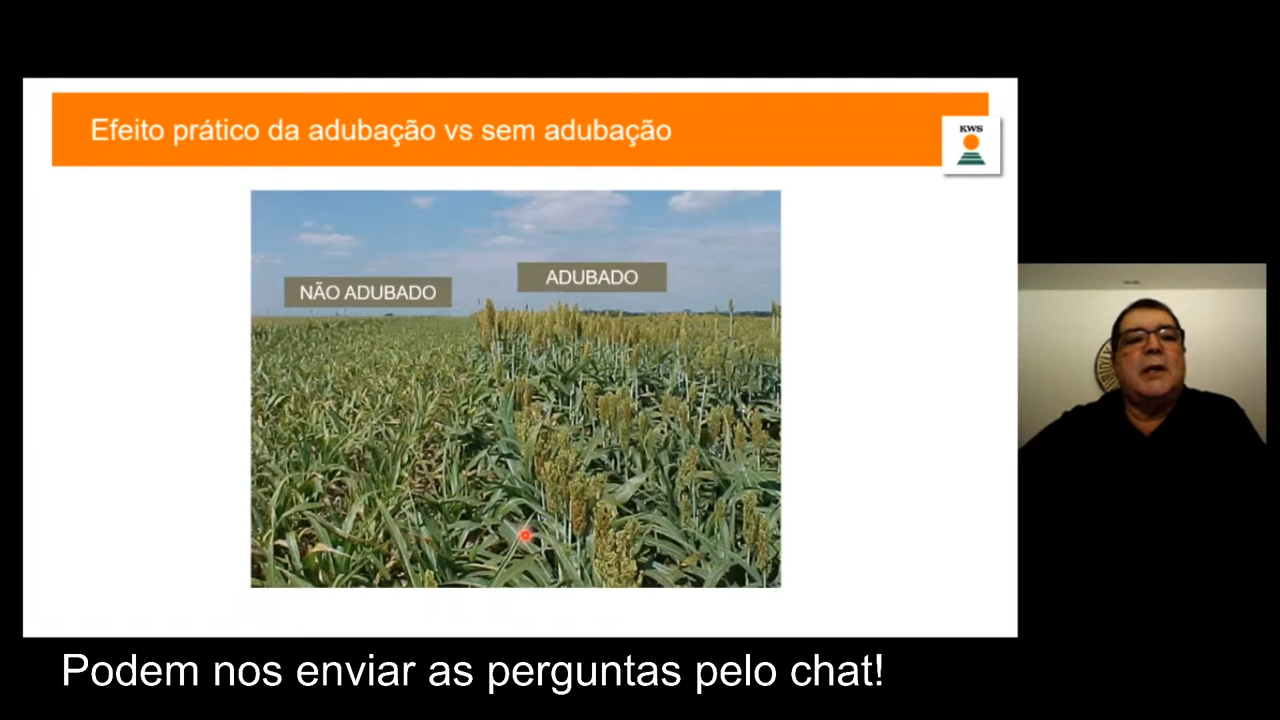 Efeito prático da adubação vs sem adubação
KWS
NÃO ADUBADO
ADUBADO
Podem nos enviar as perguntas pelo chat!